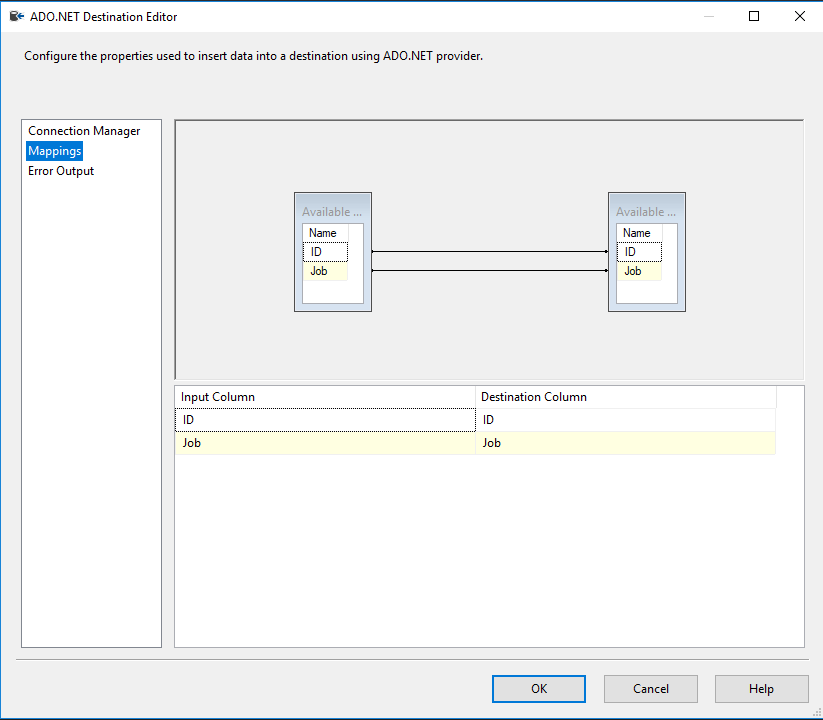 ADO.NET Destination Editor
Configure the properties used to insert data into a destination using ADO.NET provider.
Connection Manager
Mappings
Error Output
Available ...
Name
ID
Job
Available ...
Name
ID
Job
Input Column
Destination Column
ID
ID
Job
Job
OK
Cancel
Help